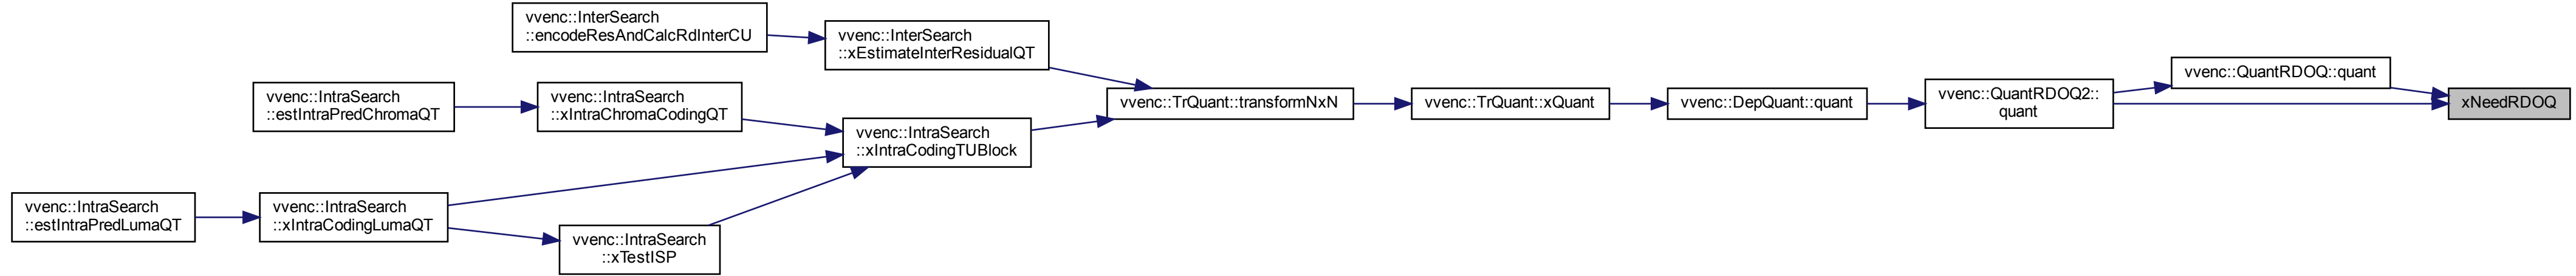 vvenc::InterSearch
::encodeResAndCalcRdInterCU
vvenc::InterSearch
::xEstimateInterResidualQT
vvenc::QuantRDOQ::quant
vvenc::IntraSearch
::estIntraPredChromaQT
vvenc::IntraSearch
::xIntraChromaCodingQT
vvenc::TrQuant::transformNxN
vvenc::TrQuant::xQuant
vvenc::DepQuant::quant
vvenc::QuantRDOQ2::
quant
xNeedRDOQ
vvenc::IntraSearch
::xIntraCodingTUBlock
vvenc::IntraSearch
::estIntraPredLumaQT
vvenc::IntraSearch
::xIntraCodingLumaQT
vvenc::IntraSearch
::xTestISP